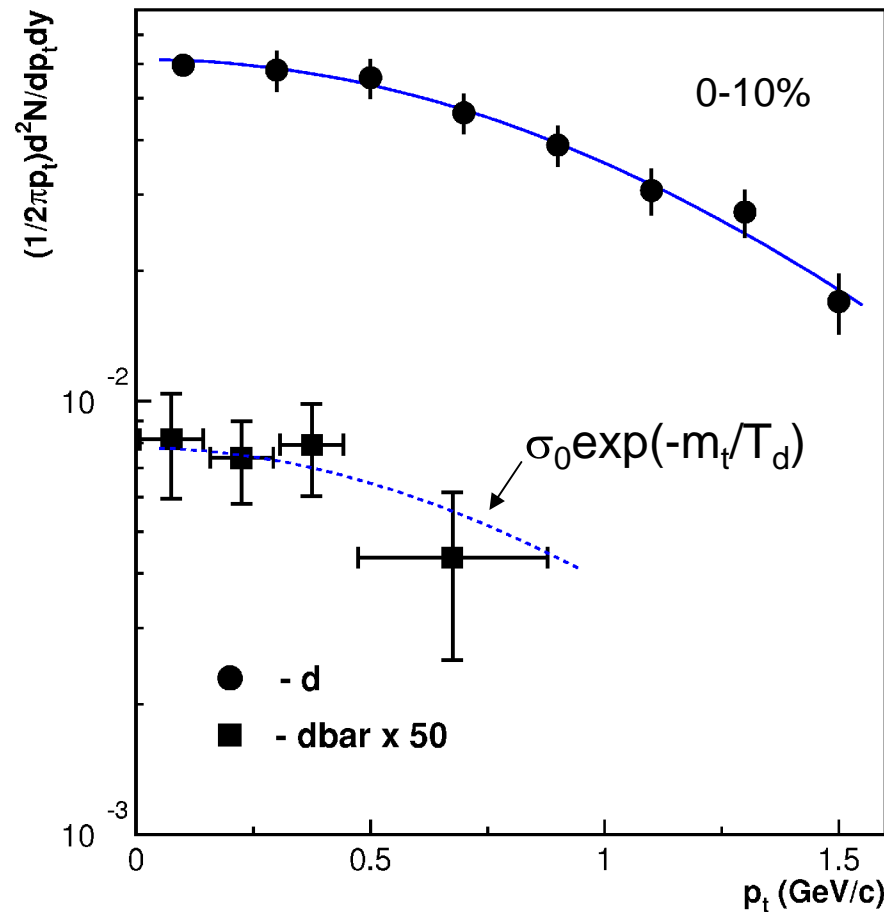 (1/2πp_t)d^2N/dp_tdy
0-10%
10^-2
σ_0exp(-m_t/T_d)
- d
- dbar x 50
10^-3
0 0.5 1 1.5
p_t (GeV/c)